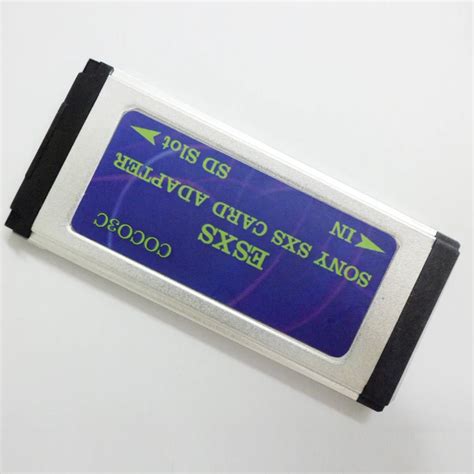 COCO3C
ESXS
SONY SXS CARD ADAPTER
IN SD Slot